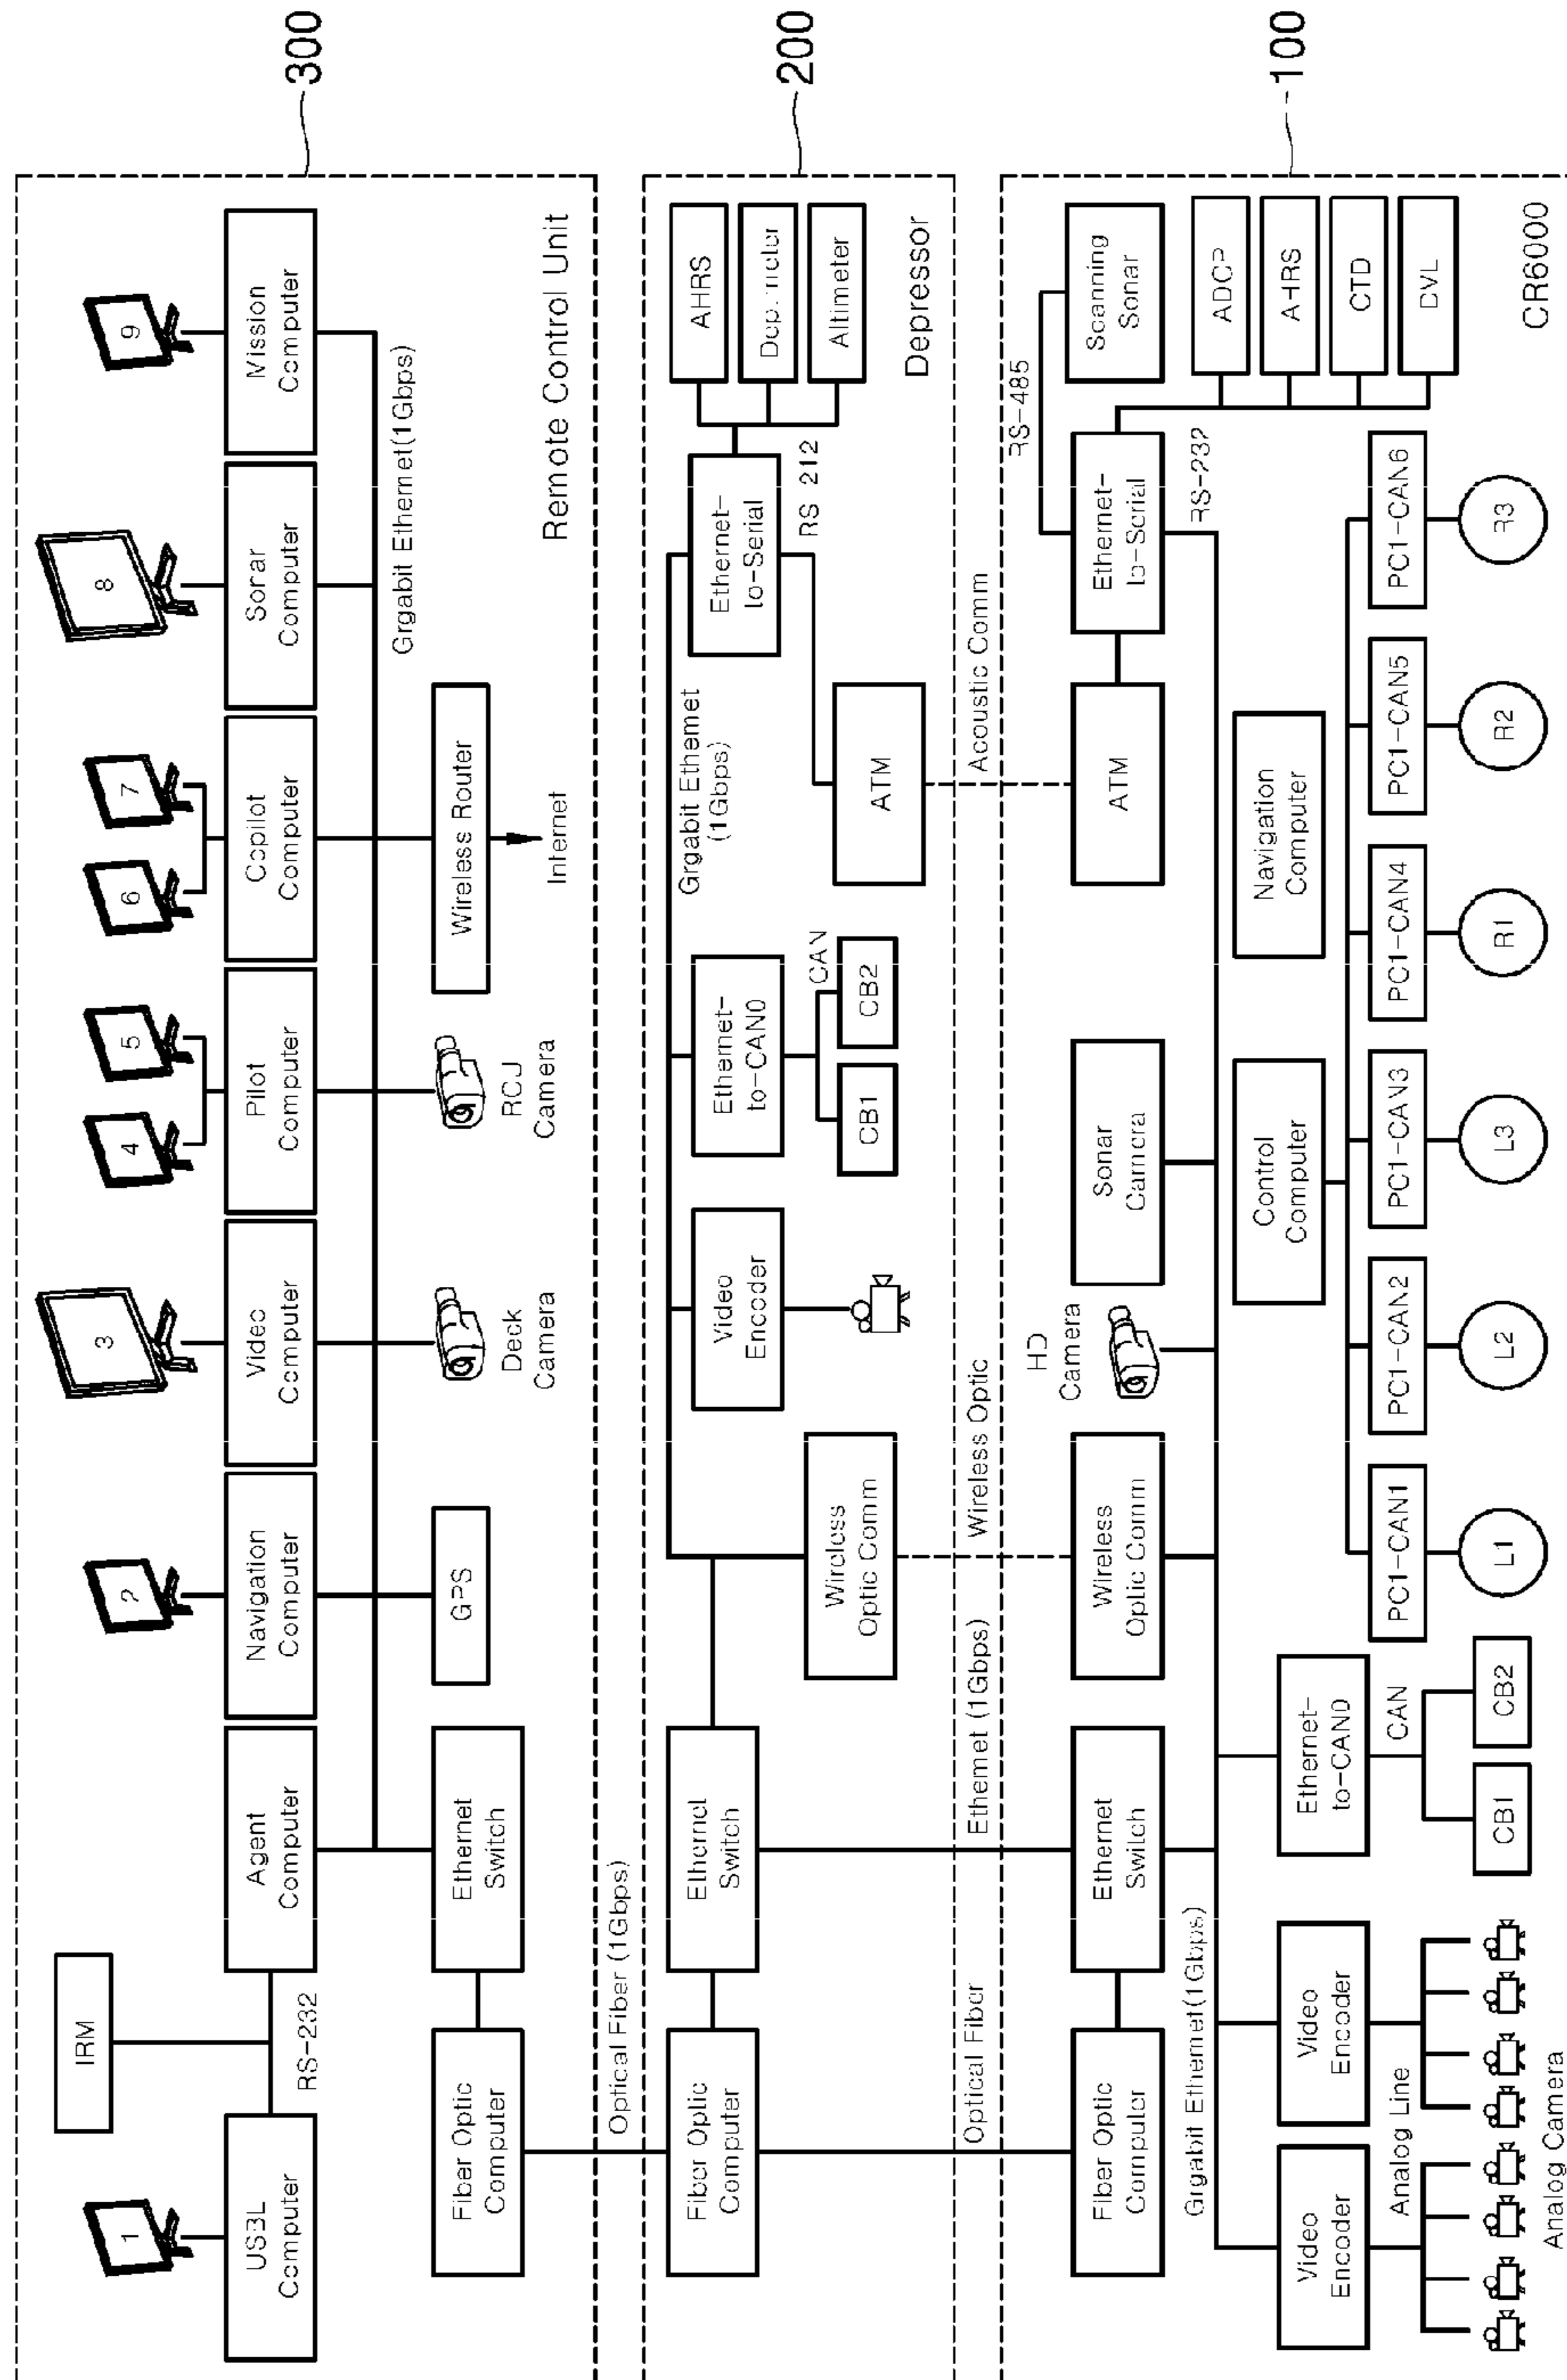 300
1
2
3
4
5
6
7
8
9
IRM
USBL
Computer
RS-232
Agent
Computer
Navigation
Computer
Video
Computer
Pilot
Computer
Copilot
Computer
Sonar
Computer
Mission
Computer
Grgabit Ethernet(1Gbps)
Fiber Optic
Computer
Ethernet
Switch
GPS
Deck
Camera
RCU
Camera
Wireless Router
Internet
Remote Control Unit
Optical Fiber (1Gbps)
200
Fiber Optic
Computer
Ethernet
Switch
Wireless
Optic Comm
Video
Encoder
Ethernet-
to-CAN0
CAN
CB1
CB2
Grgabit Ethernet
(1Gbps)
ATM
Ethernet-
to-Serial
RS 212
AHRS
Altimeter
Depressor
Optical Fiber
Ethernet (1Gbps)
Wireless Optic
Acoustic Comm
100
Fiber Optic
Computer
Ethernet
Switch
Wireless
Optic Comm
HD
Camera
Sonar
Camera
ATM
Ethernet-
to-Serial
RS-485
RS-232
Scanning
Sonar
ADCP
AHRS
CTD
DVL
Grgabit Ethernet(1Gbps)
Video
Encoder
Video
Encoder
Analog Line
Analog Camera
Ethernet-
to-CAN0
CAN
CB1
CB2
Control
Computer
Navigation
Computer
PC1-CAN1
PC1-CAN2
PC1-CAN3
PC1-CAN4
PC1-CAN5
PC1-CAN6
L1
L2
L3
R1
R2
R3
CR6000